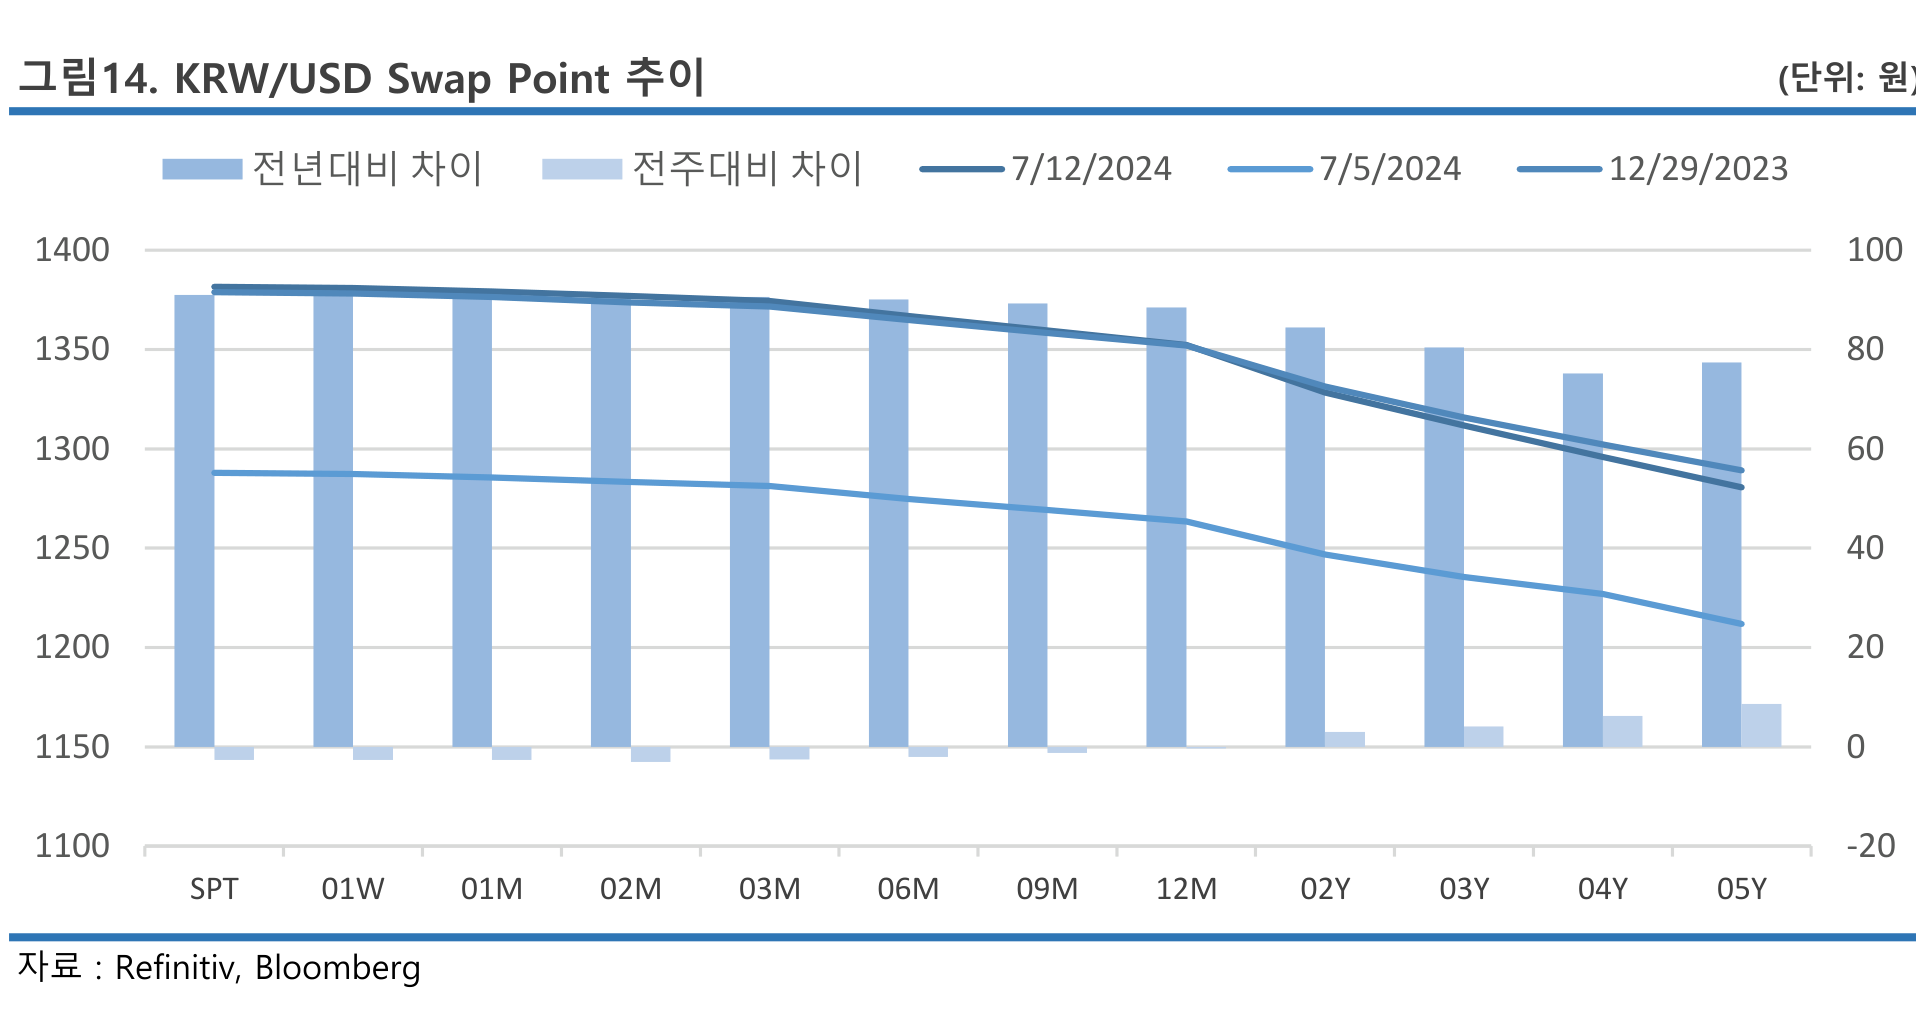 그림14. KRW/USD Swap Point 추이 (단위: 원)
전년대비 차이 전주대비 차이 7/12/2024 7/5/2024 12/29/2023
1400 100
1350 80
1300 60
1250 40
1200 20
1150 0
1100 -20
SPT 01W 01M 02M 03M 06M 09M 12M 02Y 03Y 04Y 05Y
자료 : Refinitiv, Bloomberg